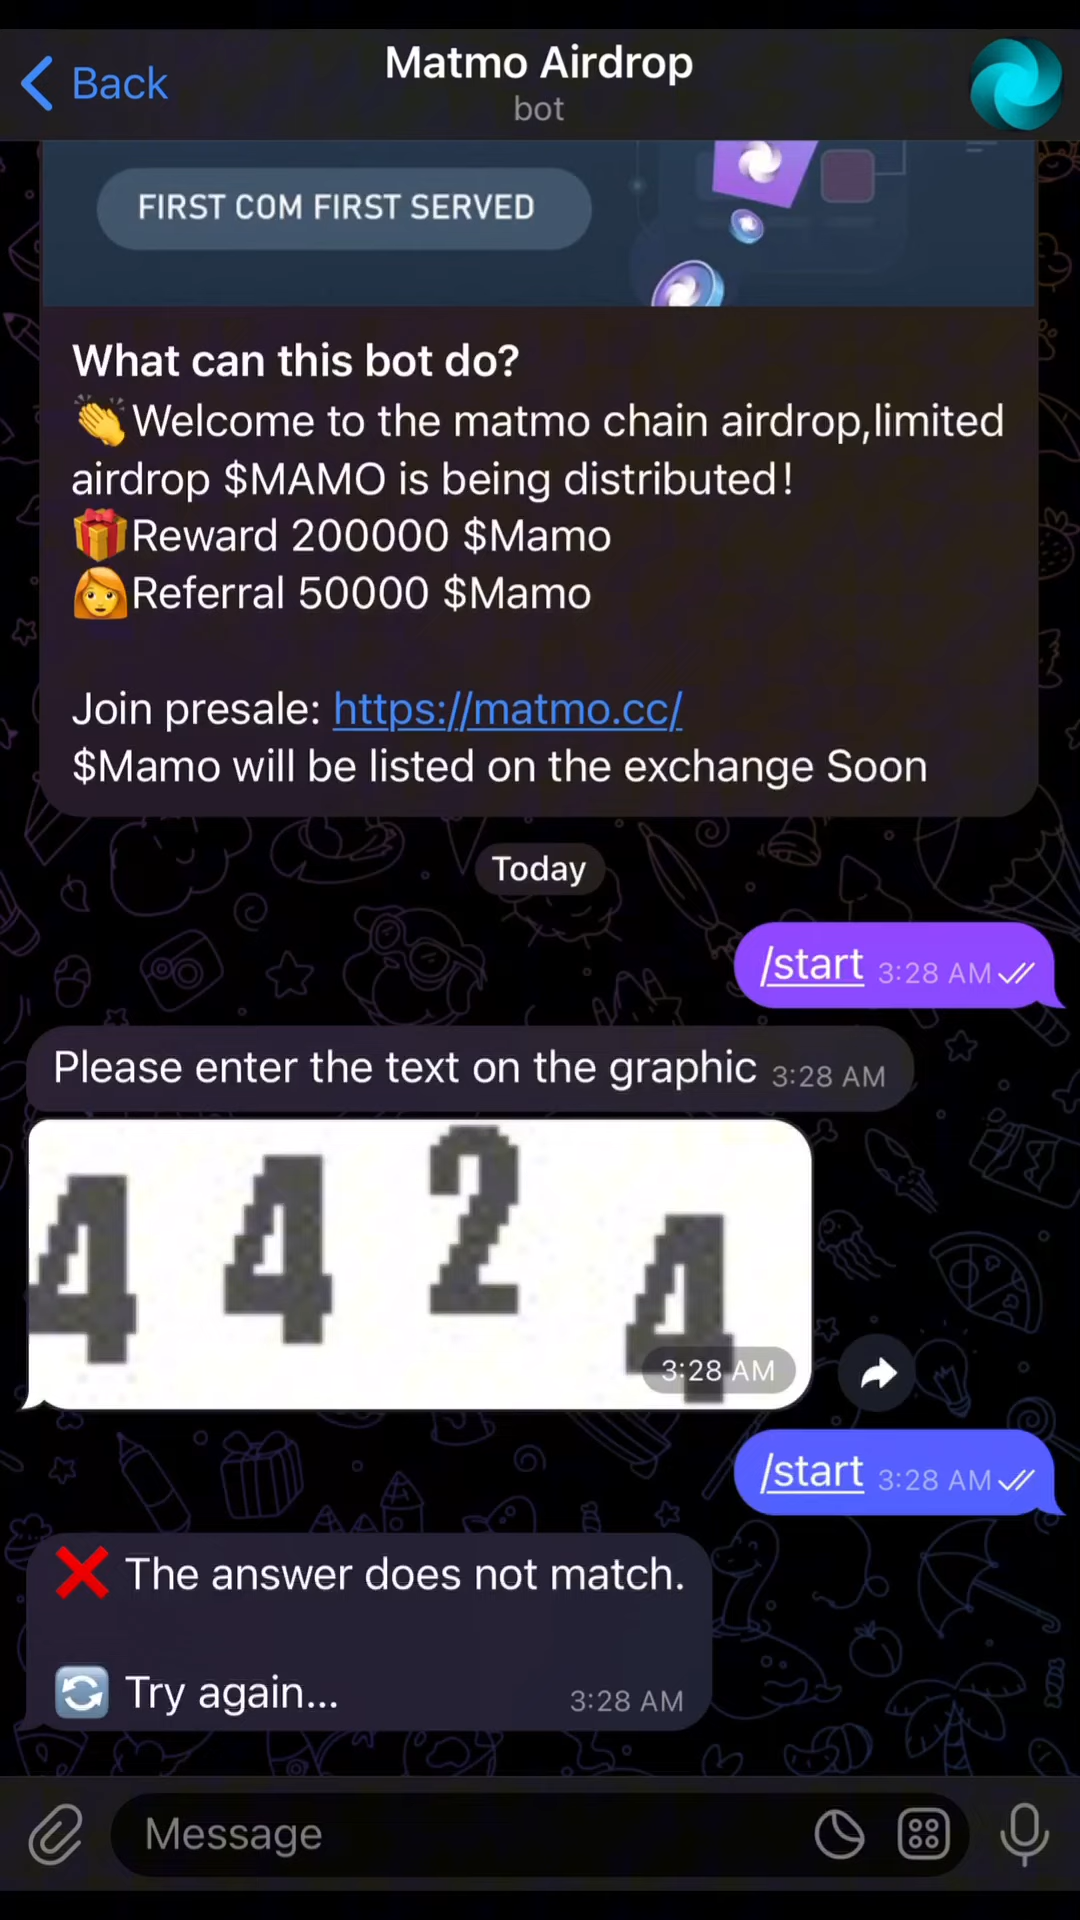 Back
Matmo Airdrop
bot
FIRST COM FIRST SERVED
What can this bot do?
👏Welcome to the matmo chain airdrop,limited
airdrop $MAMO is being distributed!
🎁Reward 200000 $Mamo
👩‍🦰Referral 50000 $Mamo
Join presale: https://matmo.cc/
$Mamo will be listed on the exchange Soon
Today
/start 3:28 AM
Please enter the text on the graphic 3:28 AM
4 4 2 4
3:28 AM
/start 3:28 AM
❌ The answer does not match.
🔄 Try again... 3:28 AM
Message